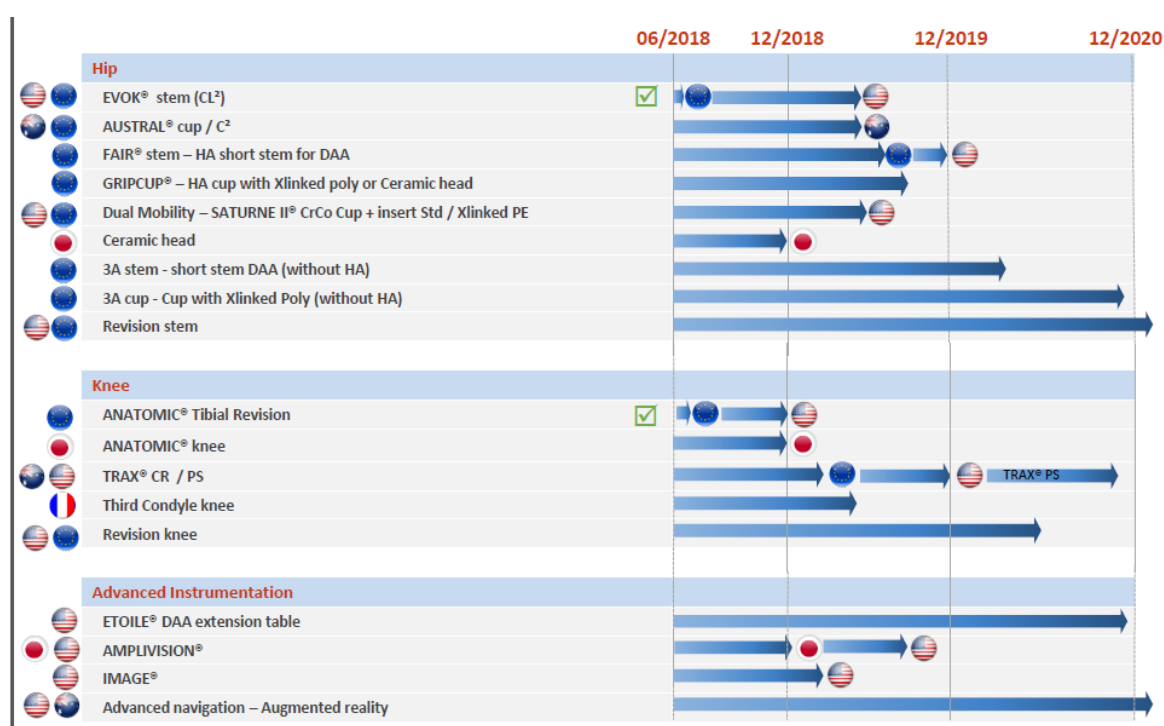 06/2018 12/2018 12/2019 12/2020
Hip
EVOK® stem (CL²)
AUSTRAL® cup / C²
FAIR® stem – HA short stem for DAA
GRIPCUP® – HA cup with Xlinked poly or Ceramic head
Dual Mobility – SATURNE II® CrCo Cup + insert Std / Xlinked PE
Ceramic head
3A stem - short stem DAA (without HA)
3A cup - Cup with Xlinked Poly (without HA)
Revision stem
Knee
ANATOMIC® Tibial Revision
ANATOMIC® knee
TRAX® CR / PS TRAX® PS
Third Condyle knee
Revision knee
Advanced Instrumentation
ETOILE® DAA extension table
AMPLIVISION®
IMAGE®
Advanced navigation – Augmented reality